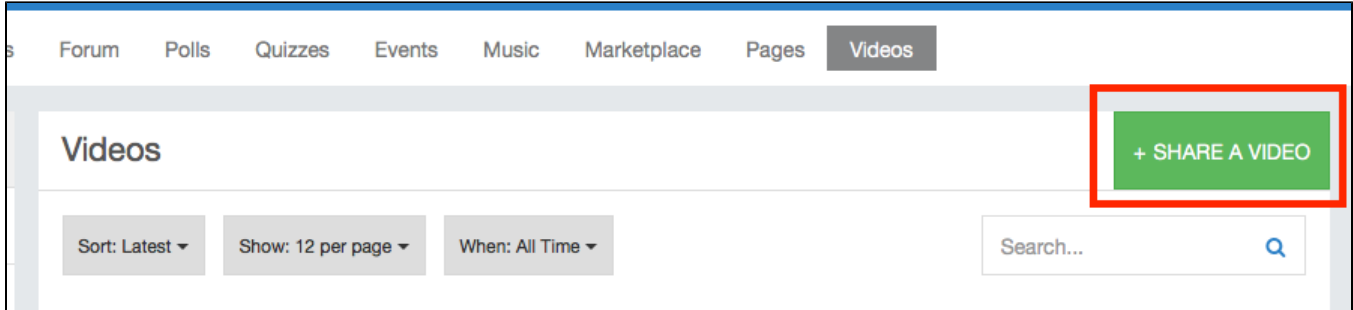 s Forum Polls Quizzes Events Music Marketplace Pages Videos
Videos
+ SHARE A VIDEO
Sort: Latest Show: 12 per page When: All Time Search...